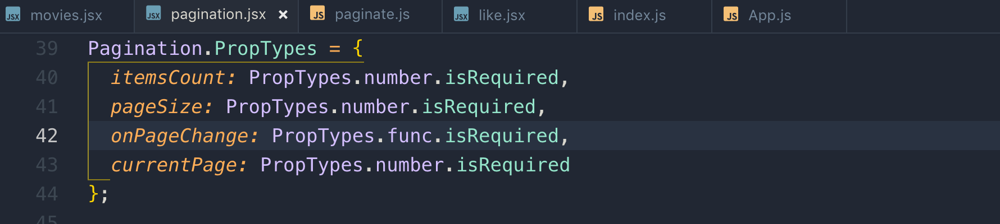 JSX movies.jsx JSX pagination.jsx × JS paginate.js JSX like.jsx JS index.js JS App.js
39 Pagination.PropTypes = {
40 itemsCount: PropTypes.number.isRequired,
41 pageSize: PropTypes.number.isRequired,
42 onPageChange: PropTypes.func.isRequired,
43 currentPage: PropTypes.number.isRequired
44 };
45